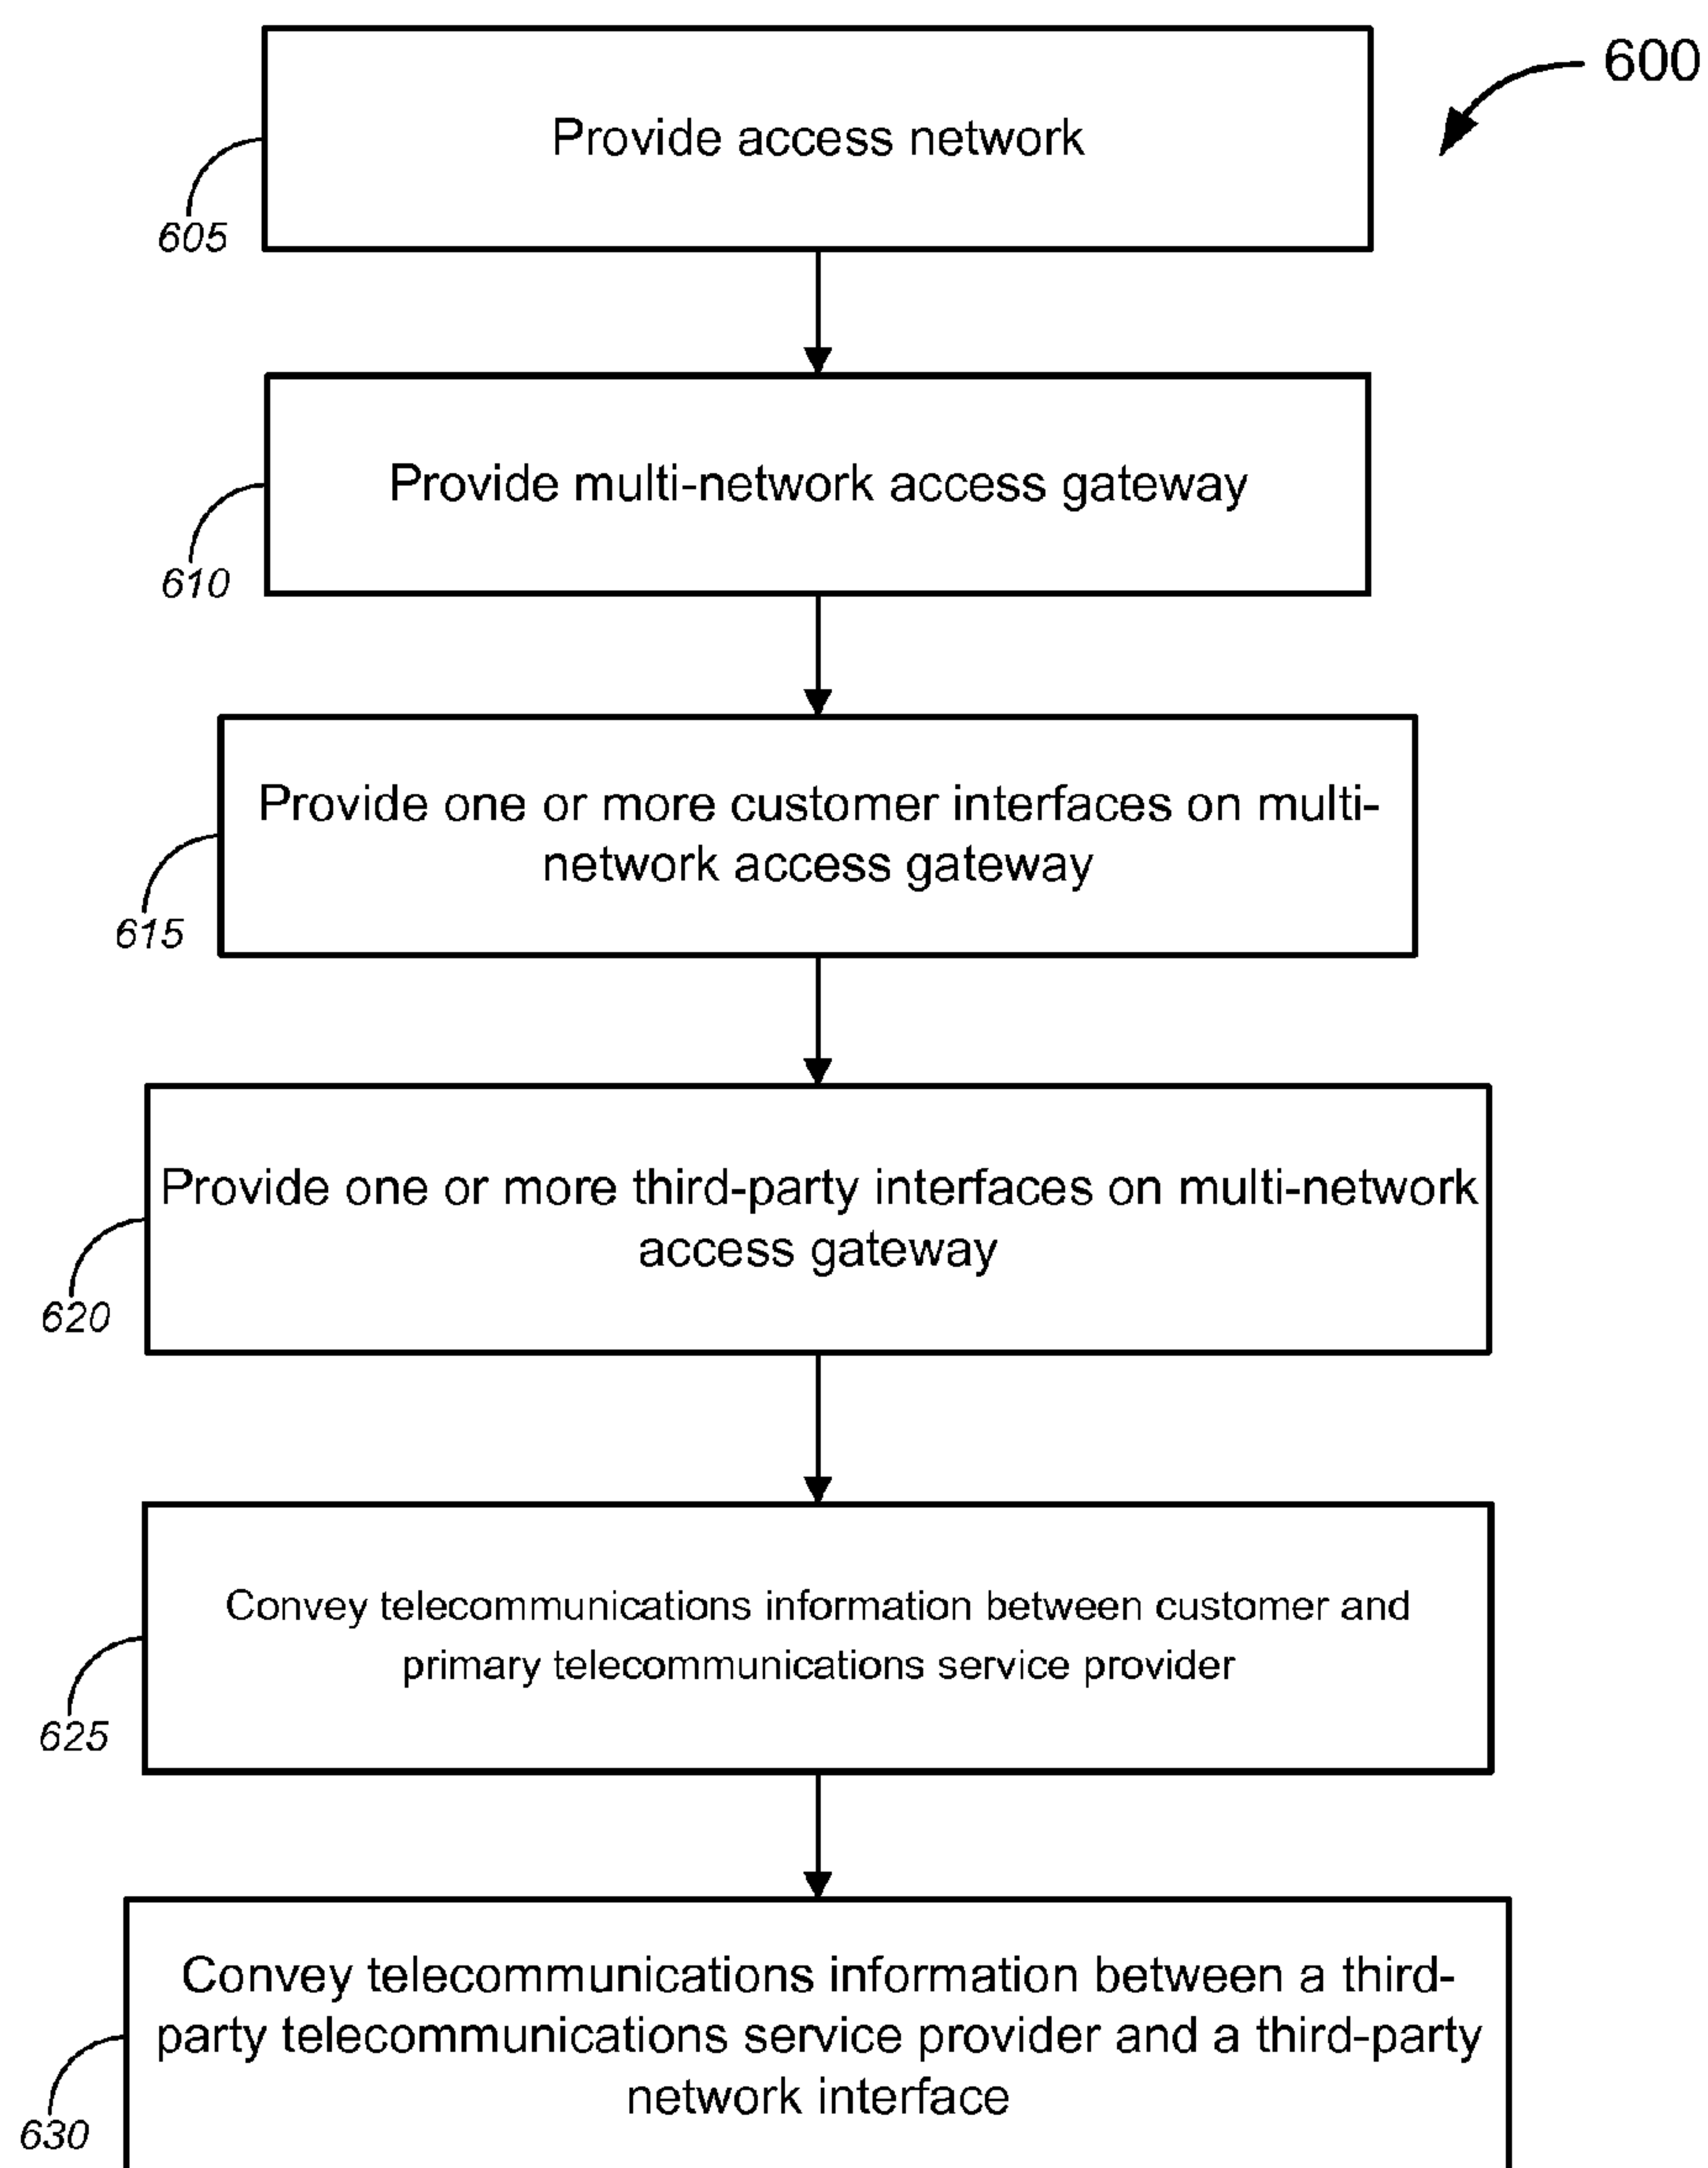 600
Provide access network
605
Provide multi-network access gateway
610
Provide one or more customer interfaces on multi-
network access gateway
615
Provide one or more third-party interfaces on multi-network
access gateway
620
Convey telecommunications information between customer and
primary telecommunications service provider
625
Convey telecommunications information between a third-
party telecommunications service provider and a third-party
network interface
630